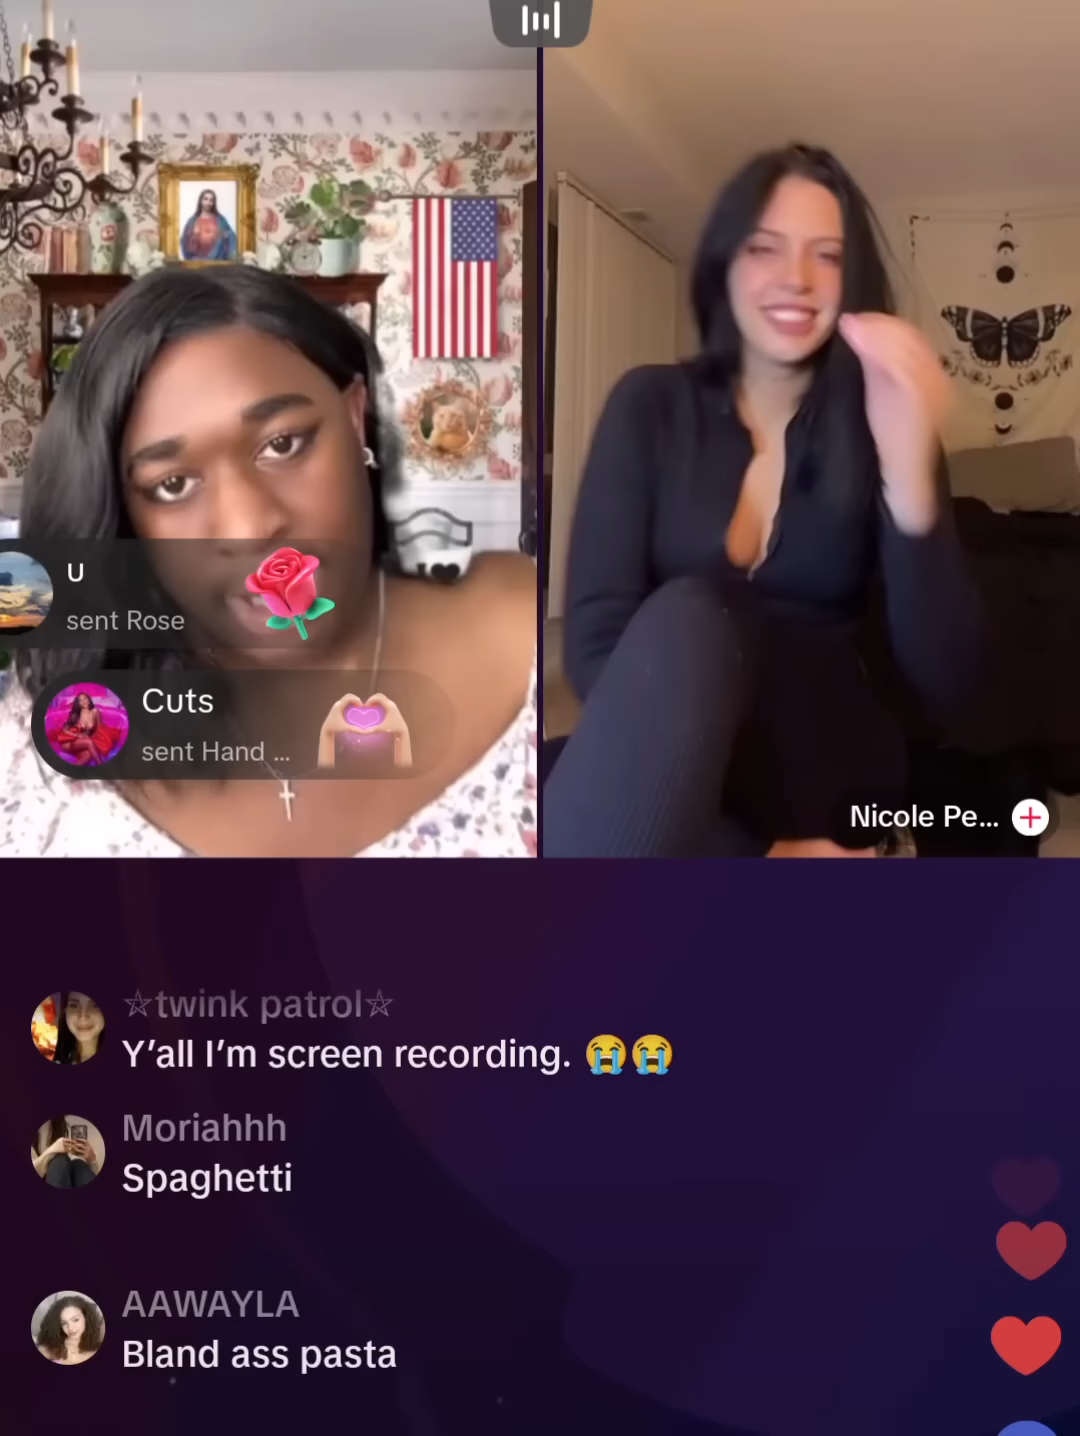 U
sent Rose
Cuts
sent Hand ...
Nicole Pe...
☆twink patrol☆
Y’all I’m screen recording. 😭😭
Moriahhh
Spaghetti
AAWAYLA
Bland ass pasta